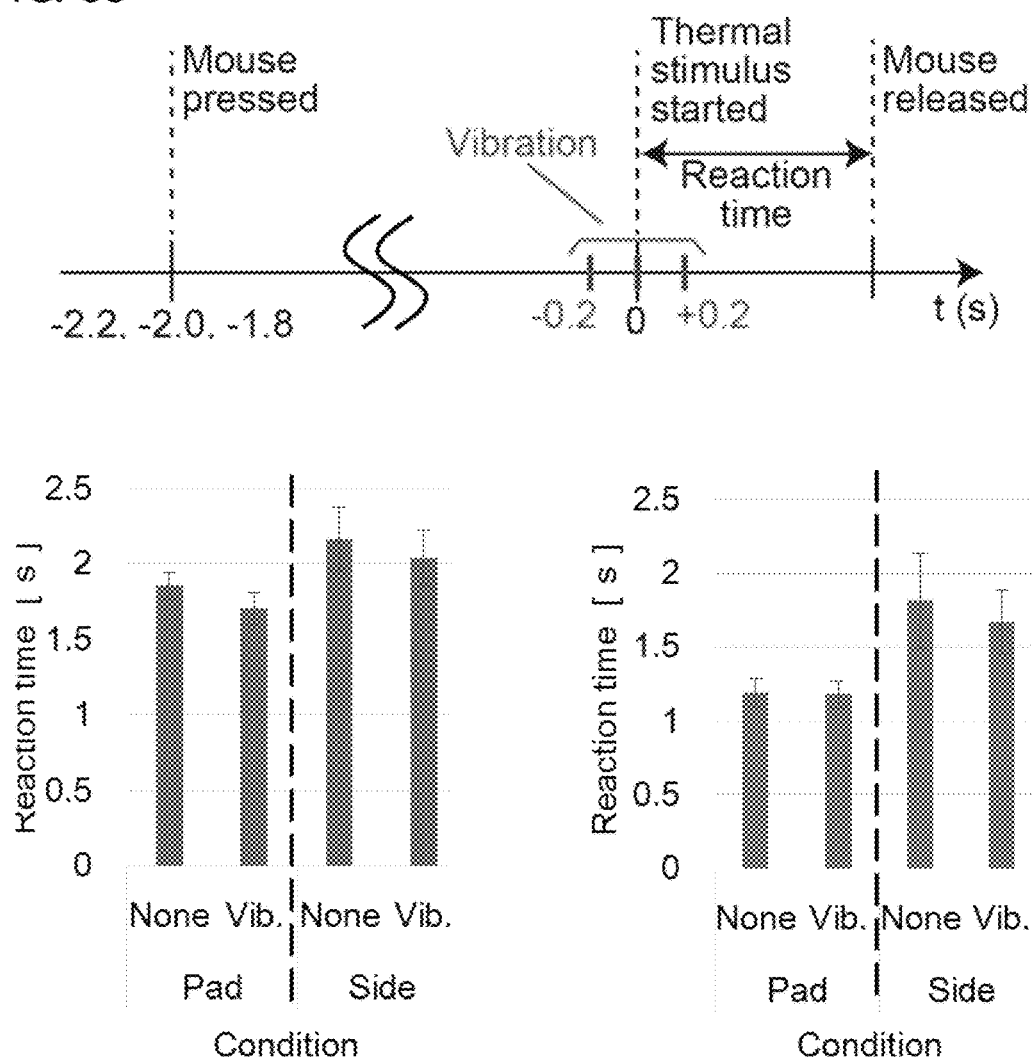 Mouse
pressed
Thermal
stimulus
started
Mouse
released
Vibration
Reaction
time
-2.2, -2.0, -1.8
-0.2
0
+0.2
t (s)
Reaction time [ s ]
2.5
2
1.5
1
0.5
0
None Vib. None Vib.
Pad Side
Condition
Reaction time [ s ]
2.5
2
1.5
1
0.5
0
None Vib. None Vib.
Pad Side
Condition